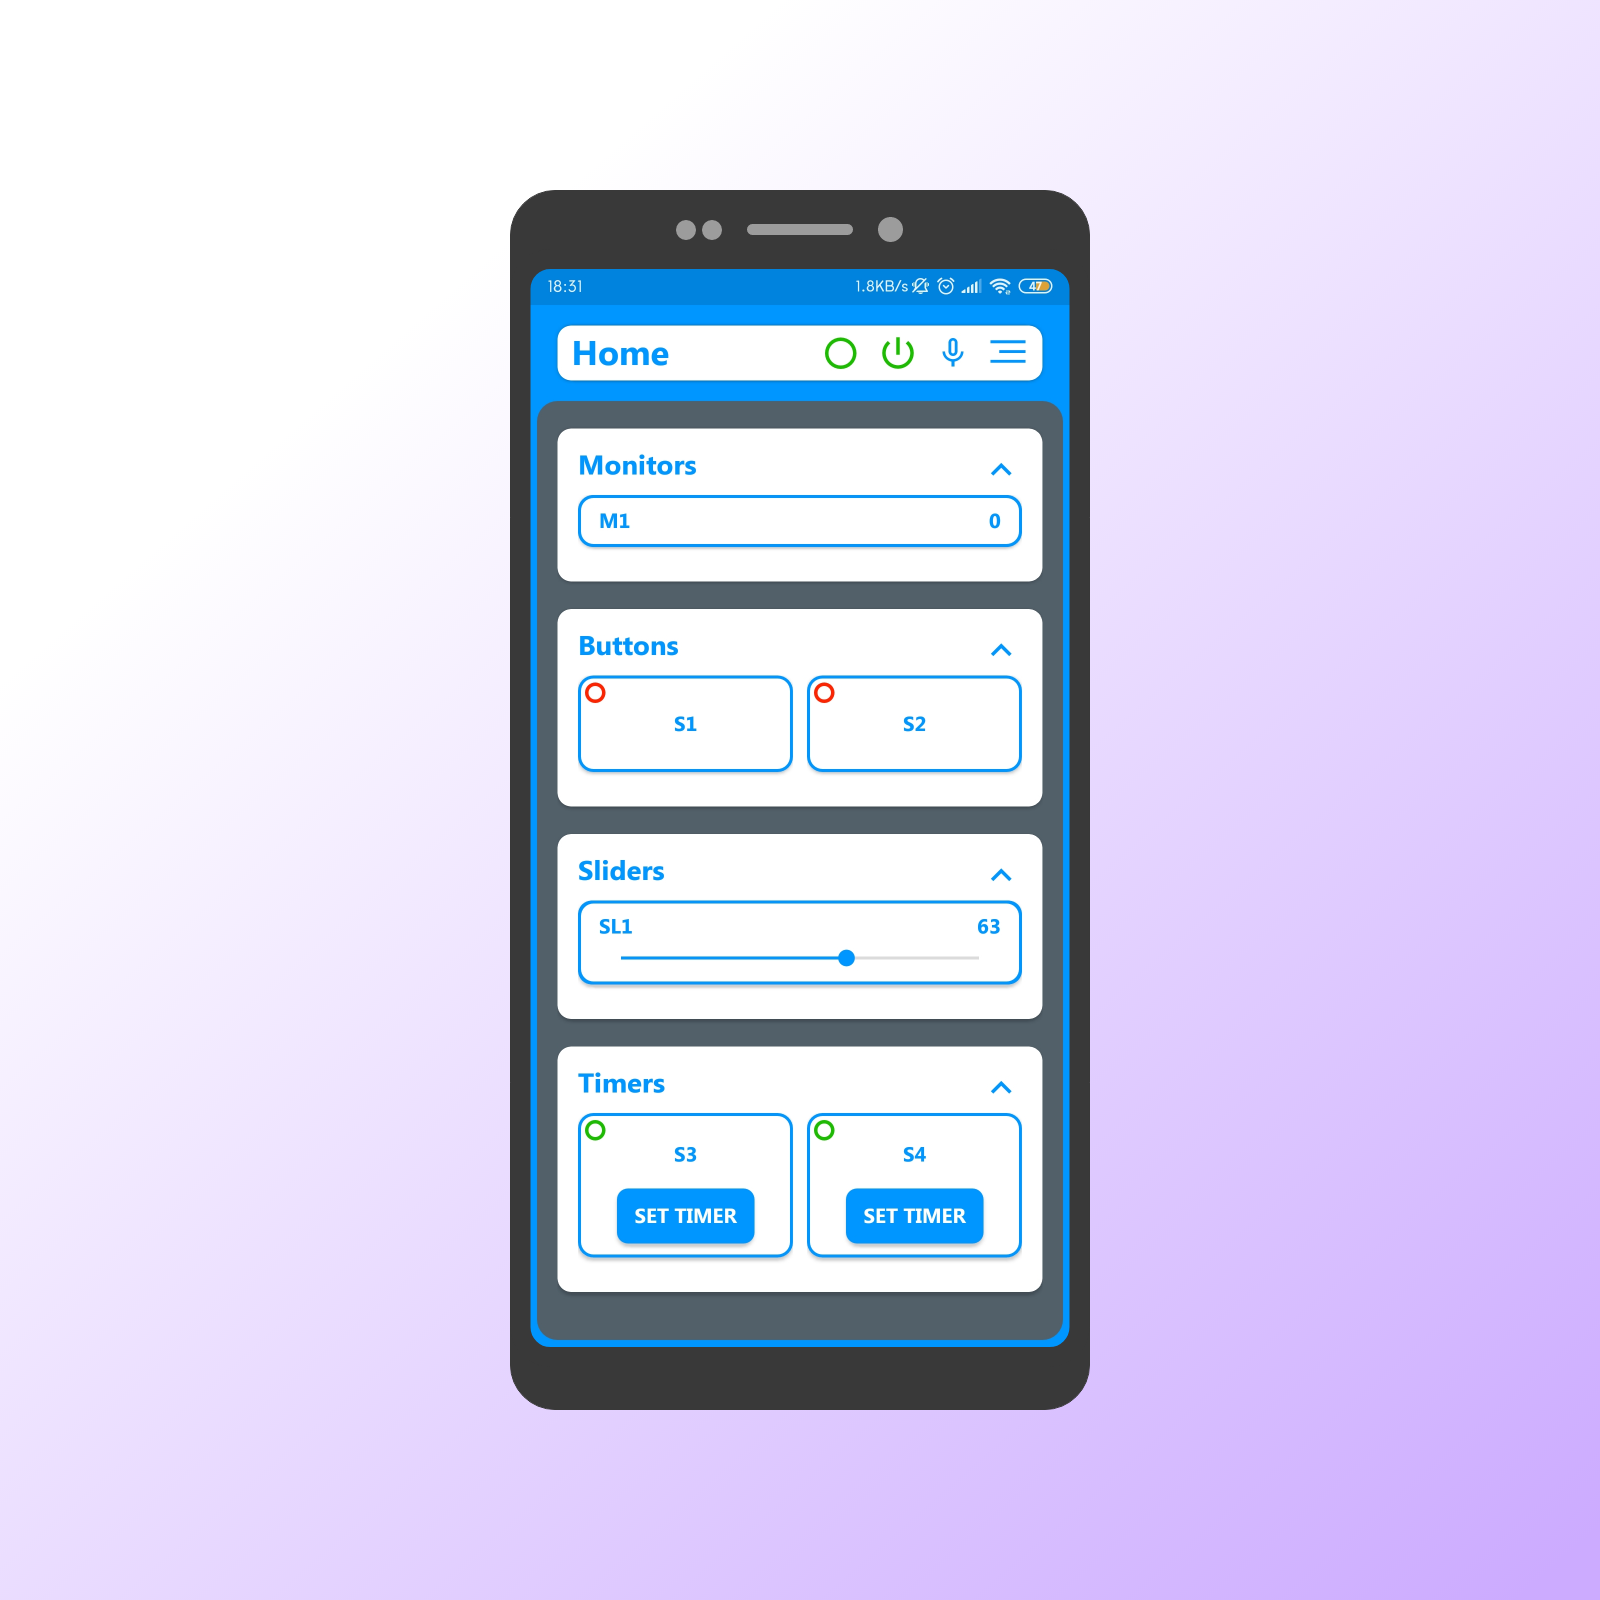 18:31 1.8KB/s 47
Home
Monitors
M1 0
Buttons
S1 S2
Sliders
SL1 63
Timers
S3 S4
SET TIMER SET TIMER